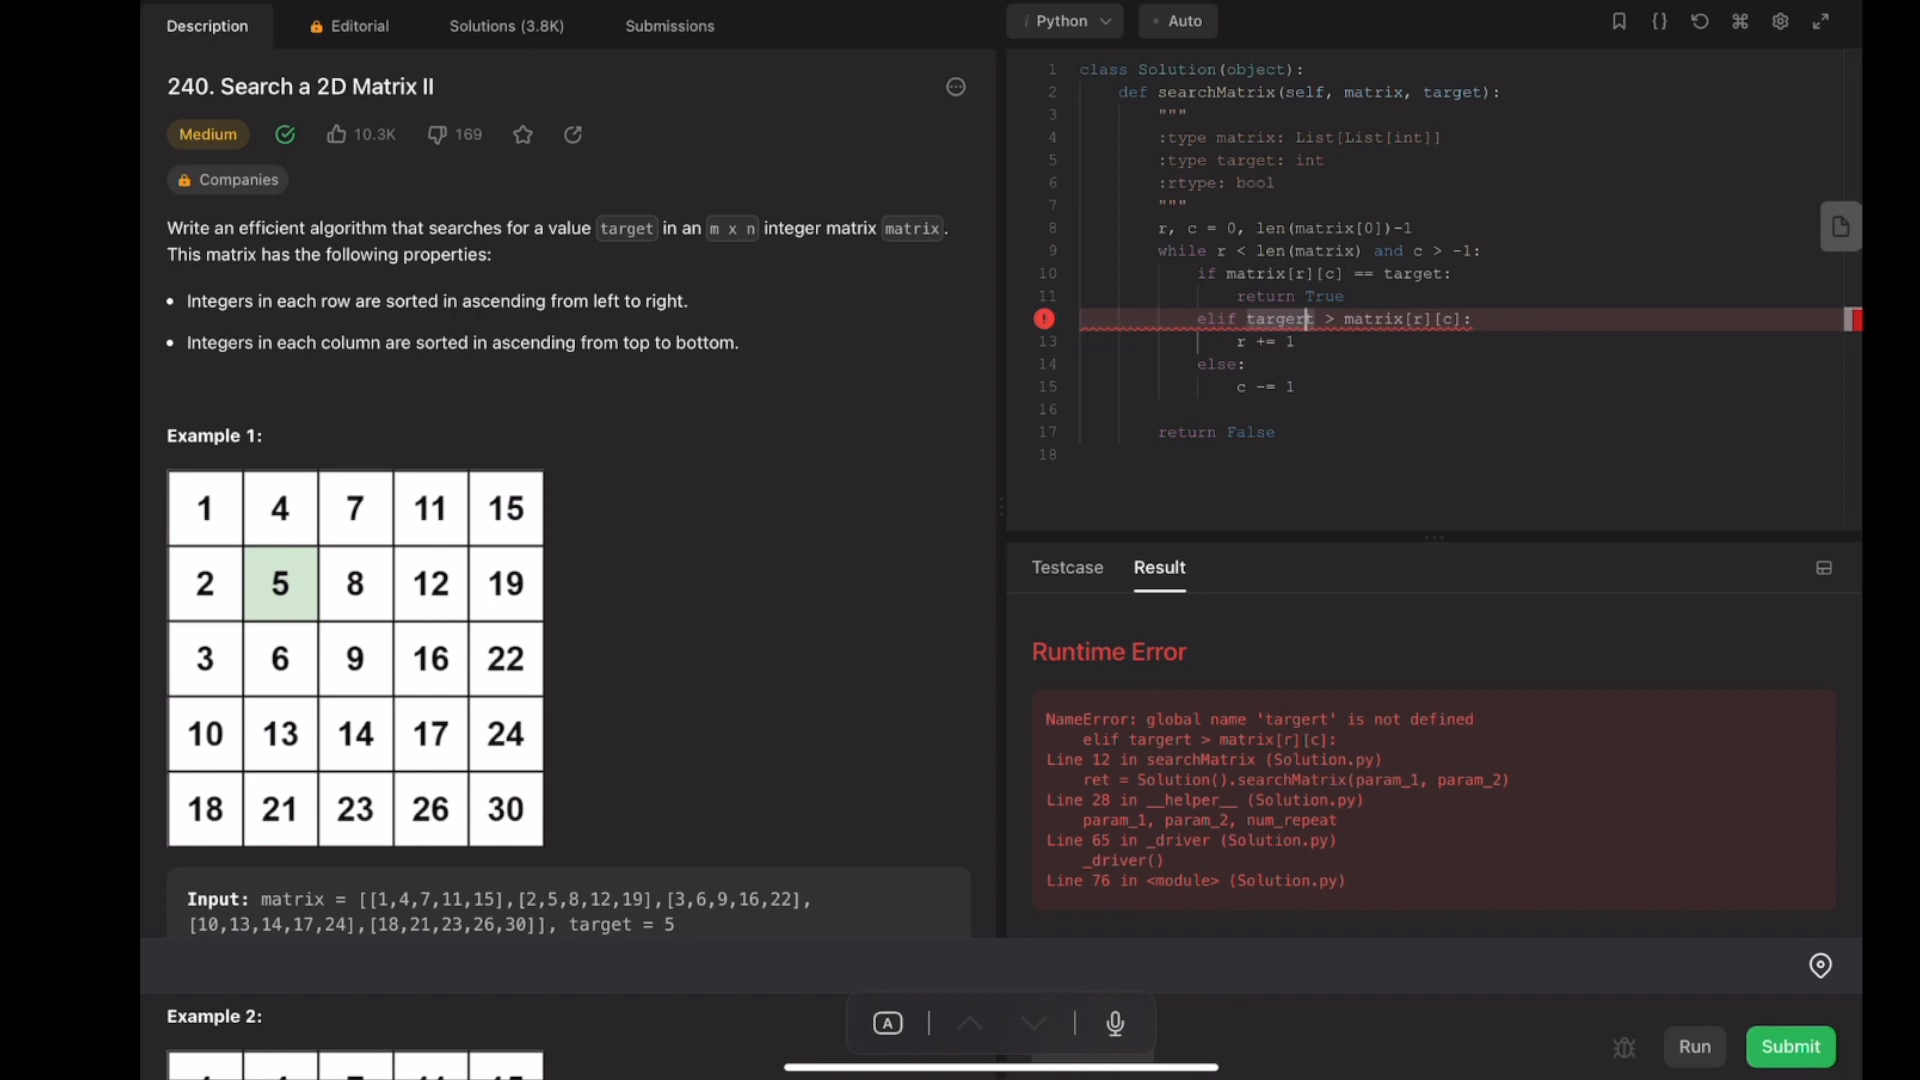 Description
Editorial
Solutions (3.8K)
Submissions
240. Search a 2D Matrix II
Medium
10.3K
169
Companies
Write an efficient algorithm that searches for a value target in an m x n integer matrix matrix.
This matrix has the following properties:
• Integers in each row are sorted in ascending from left to right.
• Integers in each column are sorted in ascending from top to bottom.
Example 1:
1 4 7 11 15
2 5 8 12 19
3 6 9 16 22
10 13 14 17 24
18 21 23 26 30
Input: matrix = [[1,4,7,11,15],[2,5,8,12,19],[3,6,9,16,22],
[10,13,14,17,24],[18,21,23,26,30]], target = 5
Example 2:
i Python
Auto
1 class Solution(object):
2 def searchMatrix(self, matrix, target):
3 """
4 :type matrix: List[List[int]]
5 :type target: int
6 :rtype: bool
7 """
8 r, c = 0, len(matrix[0])-1
9 while r < len(matrix) and c > -1:
10 if matrix[r][c] == target:
11 return True
elif targert > matrix[r][c]:
13 r += 1
14 else:
15 c -= 1
16
17 return False
18
Testcase
Result
Runtime Error
NameError: global name 'targert' is not defined
elif targert > matrix[r][c]:
Line 12 in searchMatrix (Solution.py)
ret = Solution().searchMatrix(param_1, param_2)
Line 28 in __helper__ (Solution.py)
param_1, param_2, num_repeat
Line 65 in _driver (Solution.py)
_driver()
Line 76 in <module> (Solution.py)
A
Run
Submit